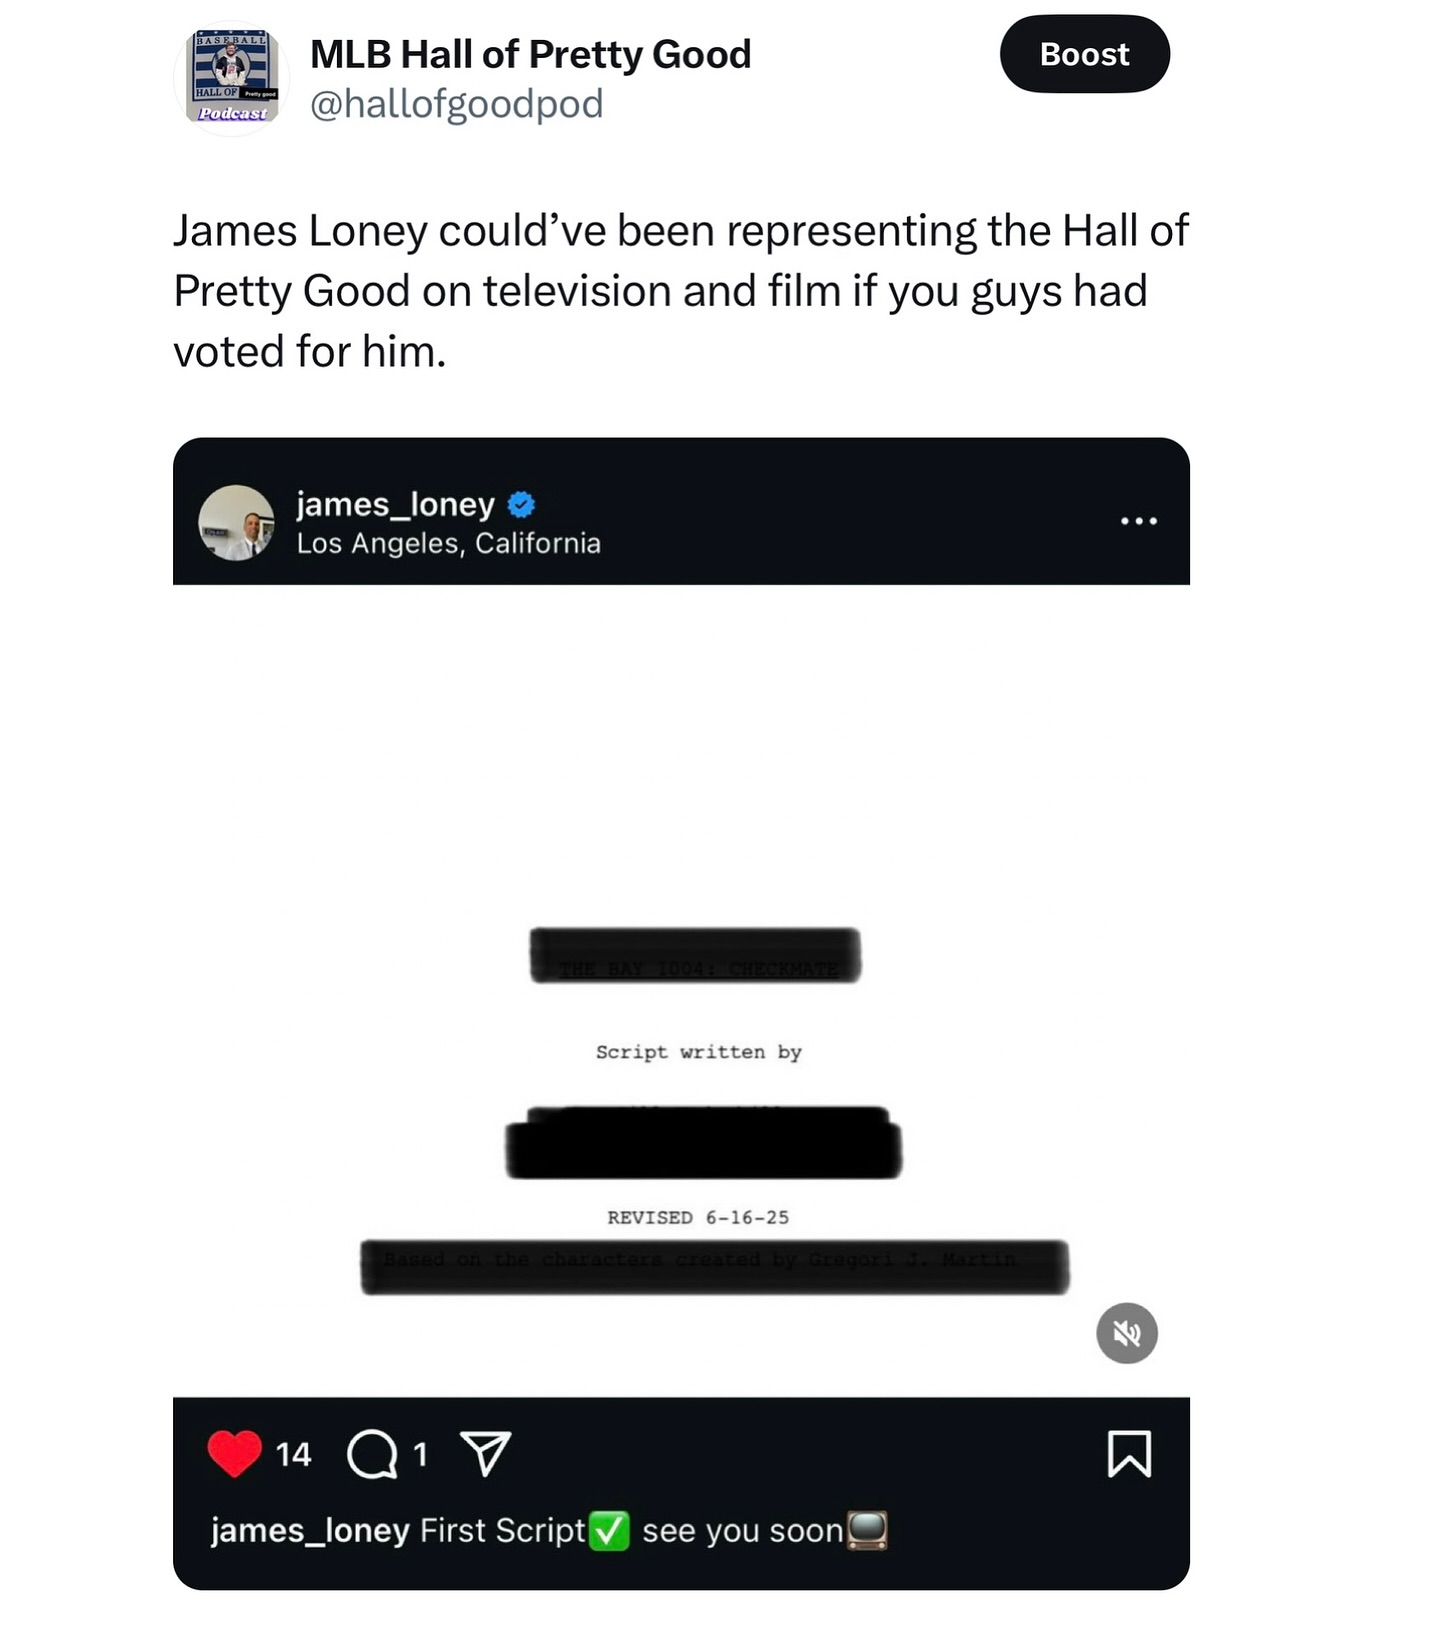 BASEBALL
HALL OF Pretty good
Podcast
MLB Hall of Pretty Good
Boost
@hallofgoodpod
James Loney could’ve been representing the Hall of
Pretty Good on television and film if you guys had
voted for him.
james_loney
Los Angeles, California
THE BAY 1004: CHECKMATE
Script written by
REVISED 6-16-25
Based on the characters created by Gregori J. Martin
14 1
james_loney First Script✅ see you soon📺